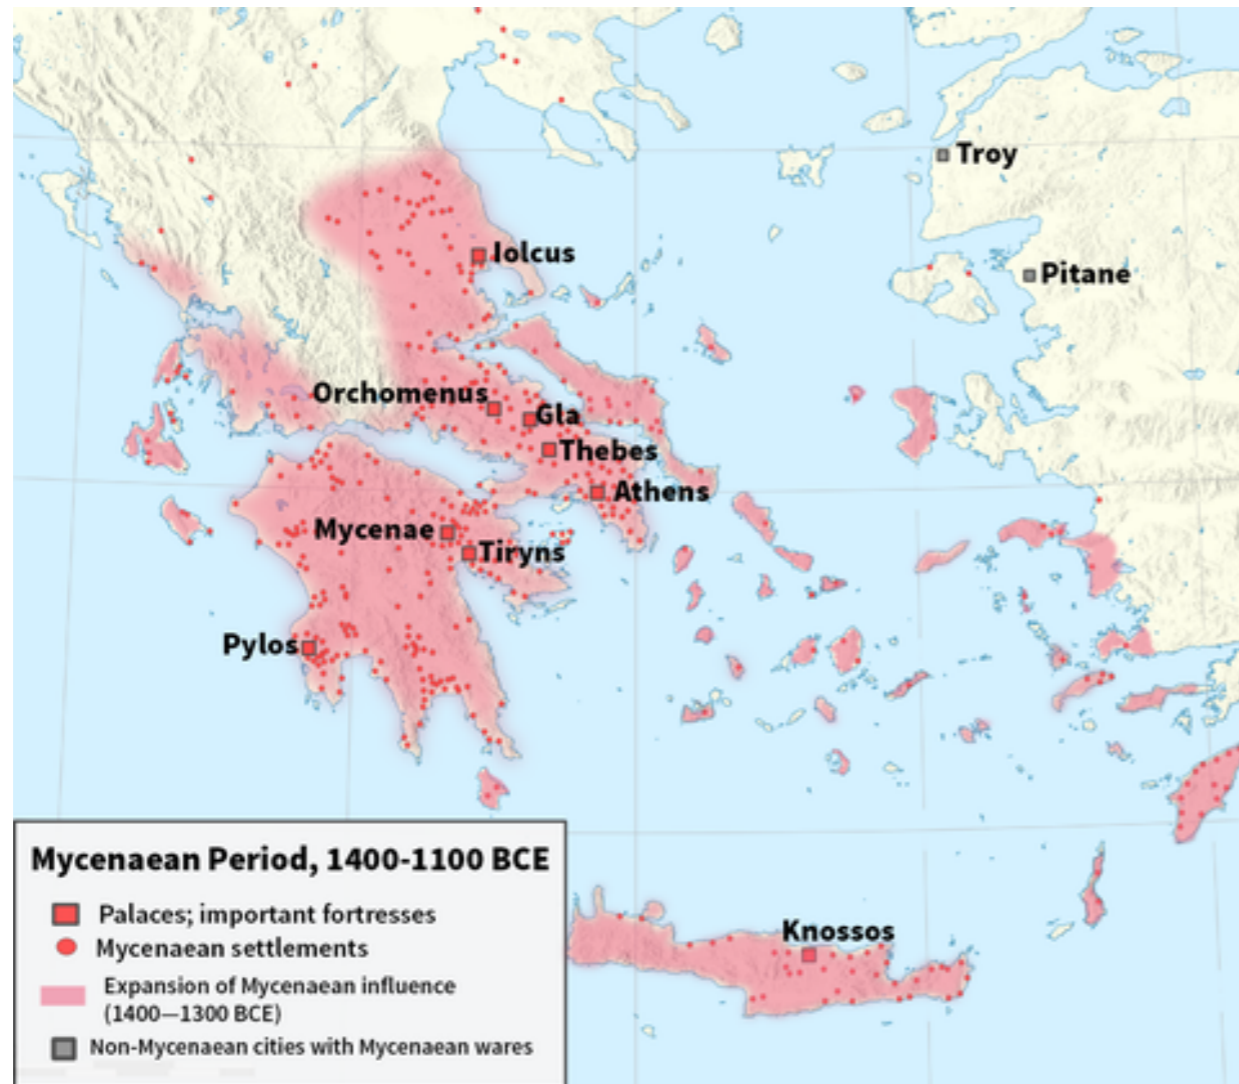 Troy
Iolcus
Pitane
Orchomenus
Gla
Thebes
Athens
Mycenae
Tiryns
Pylos
Knossos
Mycenaean Period, 1400-1100 BCE
Palaces; important fortresses
Mycenaean settlements
Expansion of Mycenaean influence
(1400—1300 BCE)
Non-Mycenaean cities with Mycenaean wares